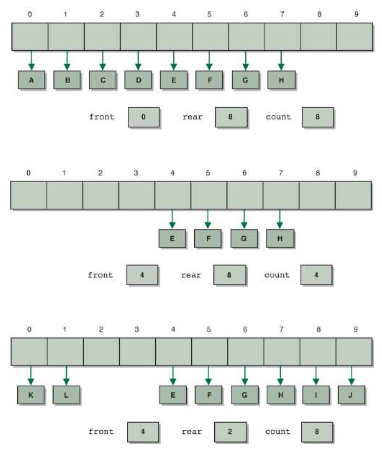 0 1 2 3 4 5 6 7 8 9
A B C D E F G H
front 0 rear 8 count 8
0 1 2 3 4 5 6 7 8 9
E F G H
front 4 rear 8 count 4
0 1 2 3 4 5 6 7 8 9
K L E F G H I J
front 4 rear 2 count 8